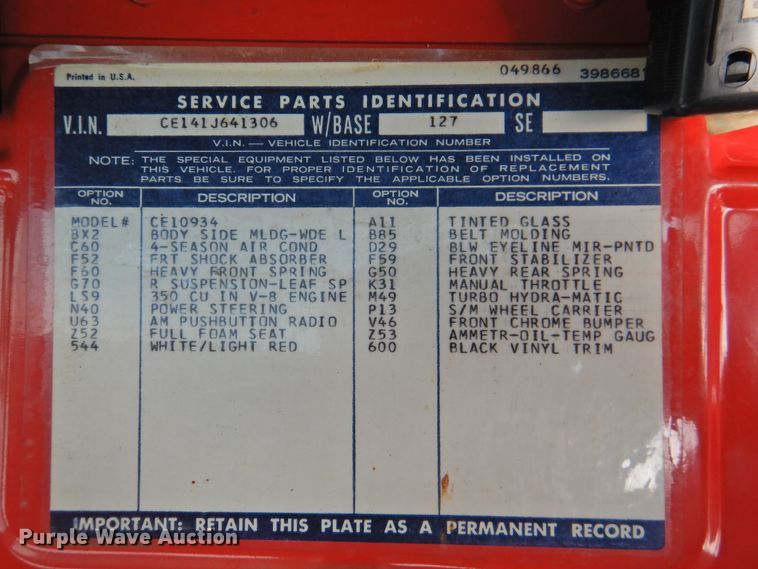 Printed in U.S.A. 049866 3986681
SERVICE PARTS IDENTIFICATION
V.I.N. CE141J641306 W/BASE 127 SE
V.I.N. — VEHICLE IDENTIFICATION NUMBER
NOTE: THE SPECIAL EQUIPMENT LISTED BELOW HAS BEEN INSTALLED ON
THIS VEHICLE. FOR PROPER IDENTIFICATION OF REPLACEMENT
PARTS BE SURE TO SPECIFY THE APPLICABLE OPTION NUMBERS.
OPTION NO. DESCRIPTION OPTION NO. DESCRIPTION
MODEL# CE10934 A11 TINTED GLASS
BX2 BODY SIDE MLDG-WDE L B85 BELT MOLDING
C60 4-SEASON AIR COND D29 BLW EYELINE MIR-PNTD
F52 FRT SHOCK ABSORBER F59 FRONT STABILIZER
F60 HEAVY FRONT SPRING G50 HEAVY REAR SPRING
G70 R SUSPENSION-LEAF SP K31 MANUAL THROTTLE
LS9 350 CU IN V-8 ENGINE M49 TURBO HYDRA-MATIC
N40 POWER STEERING P13 S/M WHEEL CARRIER
U63 AM PUSHBUTTON RADIO V46 FRONT CHROME BUMPER
Z52 FULL FOAM SEAT Z53 AMMETR-OIL-TEMP GAUG
544 WHITE/LIGHT RED 600 BLACK VINYL TRIM
IMPORTANT: RETAIN THIS PLATE AS A PERMANENT RECORD
Purple Wave Auction